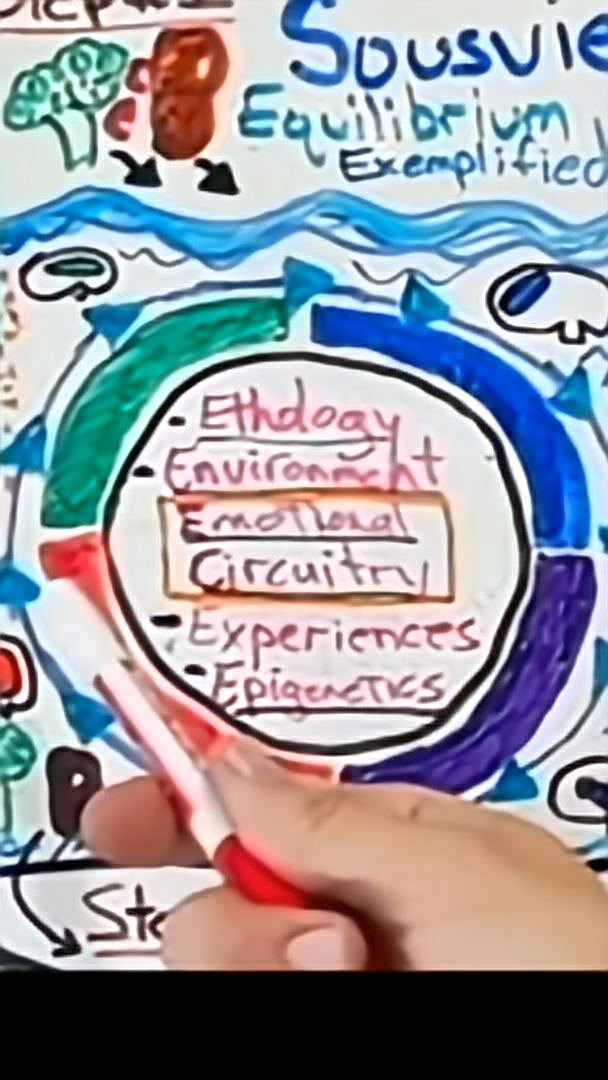 Sousvie
Equilibrium
Exemplified
- Ethology
- Environment
Emotional
Circuitry
- Experiences
- Epigenetics